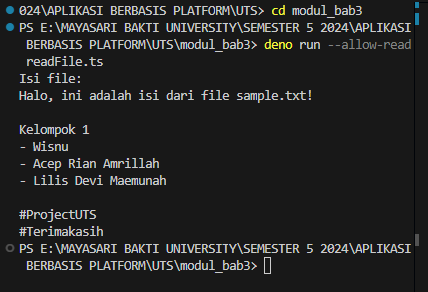 024\APLIKASI BERBASIS PLATFORM\UTS> cd modul_bab3
PS E:\MAYASARI BAKTI UNIVERSITY\SEMESTER 5 2024\APLIKASI
BERBASIS PLATFORM\UTS\modul_bab3> deno run --allow-read
readFile.ts
Isi file:
Halo, ini adalah isi dari file sample.txt!
Kelompok 1
- Wisnu
- Acep Rian Amrillah
- Lilis Devi Maemunah
#ProjectUTS
#Terimakasih
PS E:\MAYASARI BAKTI UNIVERSITY\SEMESTER 5 2024\APLIKASI
BERBASIS PLATFORM\UTS\modul_bab3>